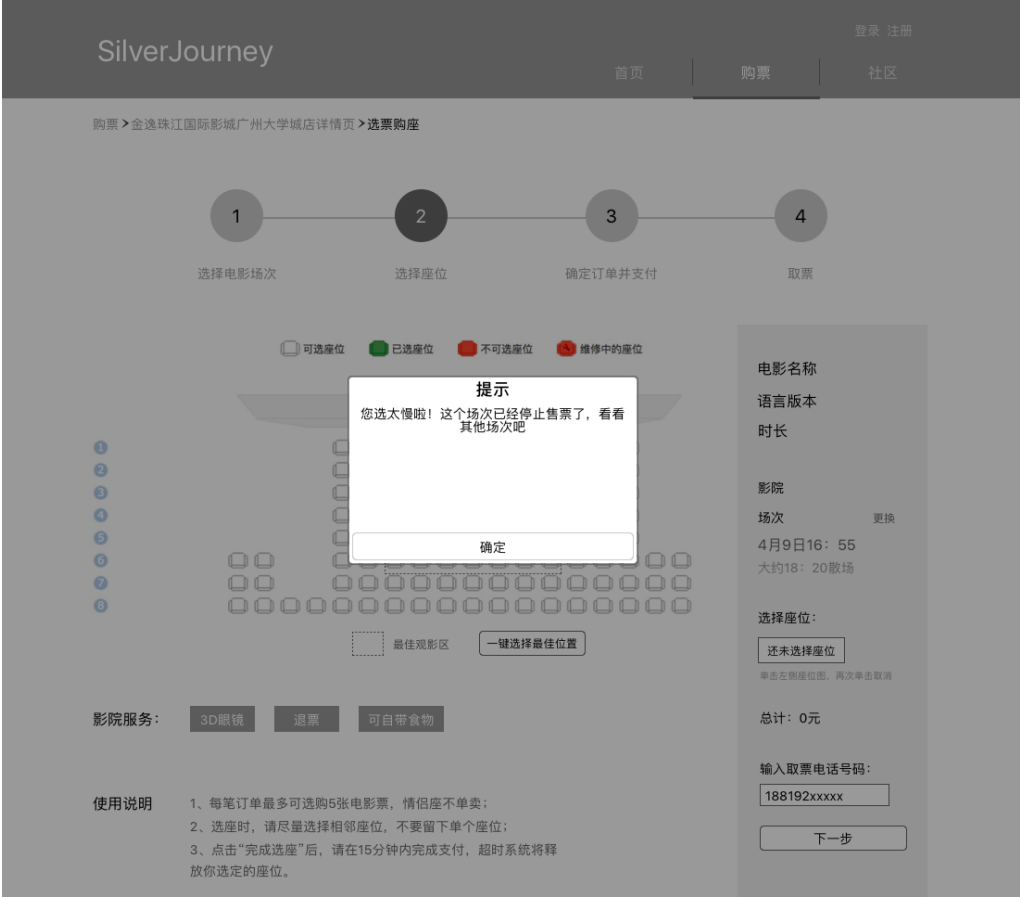 登录 注册
SilverJourney
首页 购票 社区
购票>金逸珠江国际影城广州大学城店详情页>选票购座
1 2 3 4
选择电影场次 选择座位 确定订单并支付 取票
可选座位 已选座位 不可选座位 维修中的座位
提示
您选太慢啦！这个场次已经停止售票了，看看
其他场次吧
确定
1
2
3
4
5
6
7
8
最佳观影区 一键选择最佳位置
电影名称
语言版本
时长
影院
场次 更换
4月9日16：55
大约18：20散场
选择座位：
还未选择座位
单击左侧座位图，再次单击取消
总计：0元
输入取票电话号码：
188192xxxxx
下一步
影院服务： 3D眼镜 退票 可自带食物
使用说明 1、每笔订单最多可选购5张电影票，情侣座不单卖；
2、选座时，请尽量选择相邻座位，不要留下单个座位；
3、点击“完成选座”后，请在15分钟内完成支付，超时系统将释
放你选定的座位。